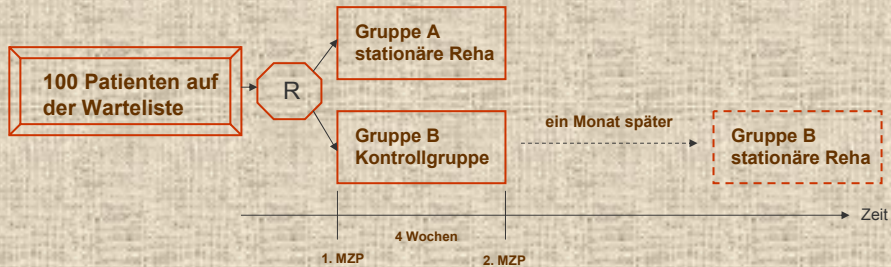 100 Patienten auf
der Warteliste
R
Gruppe A
stationäre Reha
Gruppe B
Kontrollgruppe
ein Monat später
Gruppe B
stationäre Reha
Zeit
4 Wochen
1. MZP
2. MZP